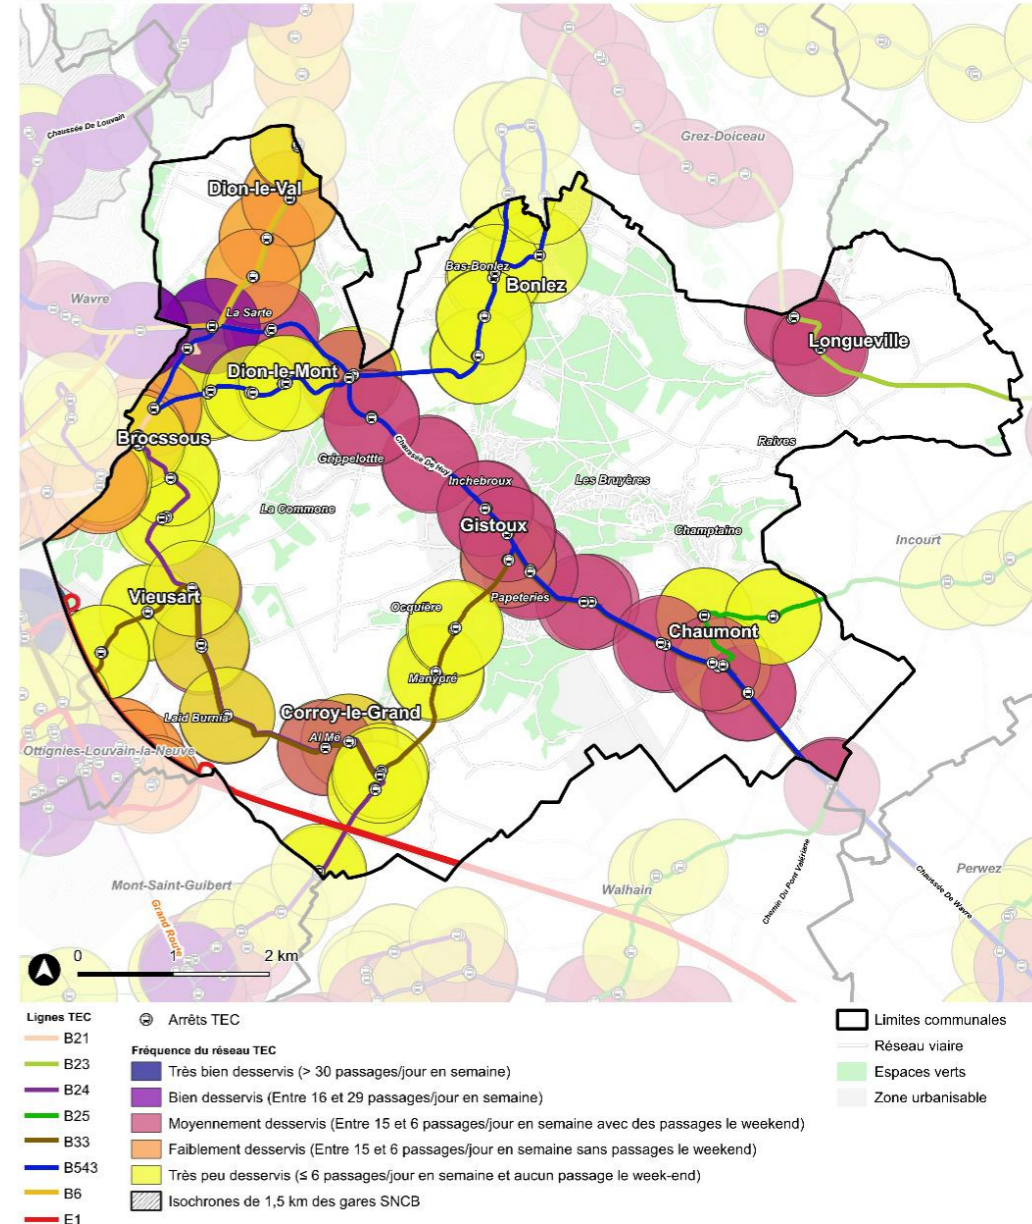 Chaussée De Louvain
Grez-Doiceau
Dion-le-Val
Bas-Bonlez
Bonlez
Wavre
La Sarte
Longueville
Dion-le-Mont
Brocssous
Chaussée De Huy
Grippelottte
Raives
Inchebroux
Les Bruyères
La Commone
Gistoux
Champtaine
Incourt
Vieusart
Ocquière
Papeteries
Chaumont
Manypré
Laid Burnia
Corroy-le-Grand
Al Mé
Ottignies-Louvain-la-Neuve
Mont-Saint-Guibert
Grand Route
Walhain
Chemin Du Pont Valériane
Chaussée De Wavre
Perwez
0 1 2 km
Lignes TEC
B21
B23
B24
B25
B33
B543
B6
E1
Arrêts TEC
Fréquence du réseau TEC
Très bien desservis (> 30 passages/jour en semaine)
Bien desservis (Entre 16 et 29 passages/jour en semaine)
Moyennement desservis (Entre 15 et 6 passages/jour en semaine avec des passages le weekend)
Faiblement desservis (Entre 15 et 6 passages/jour en semaine sans passages le weekend)
Très peu desservis (≤ 6 passages/jour en semaine et aucun passage le week-end)
Isochrones de 1,5 km des gares SNCB
Limites communales
Réseau viaire
Espaces verts
Zone urbanisable